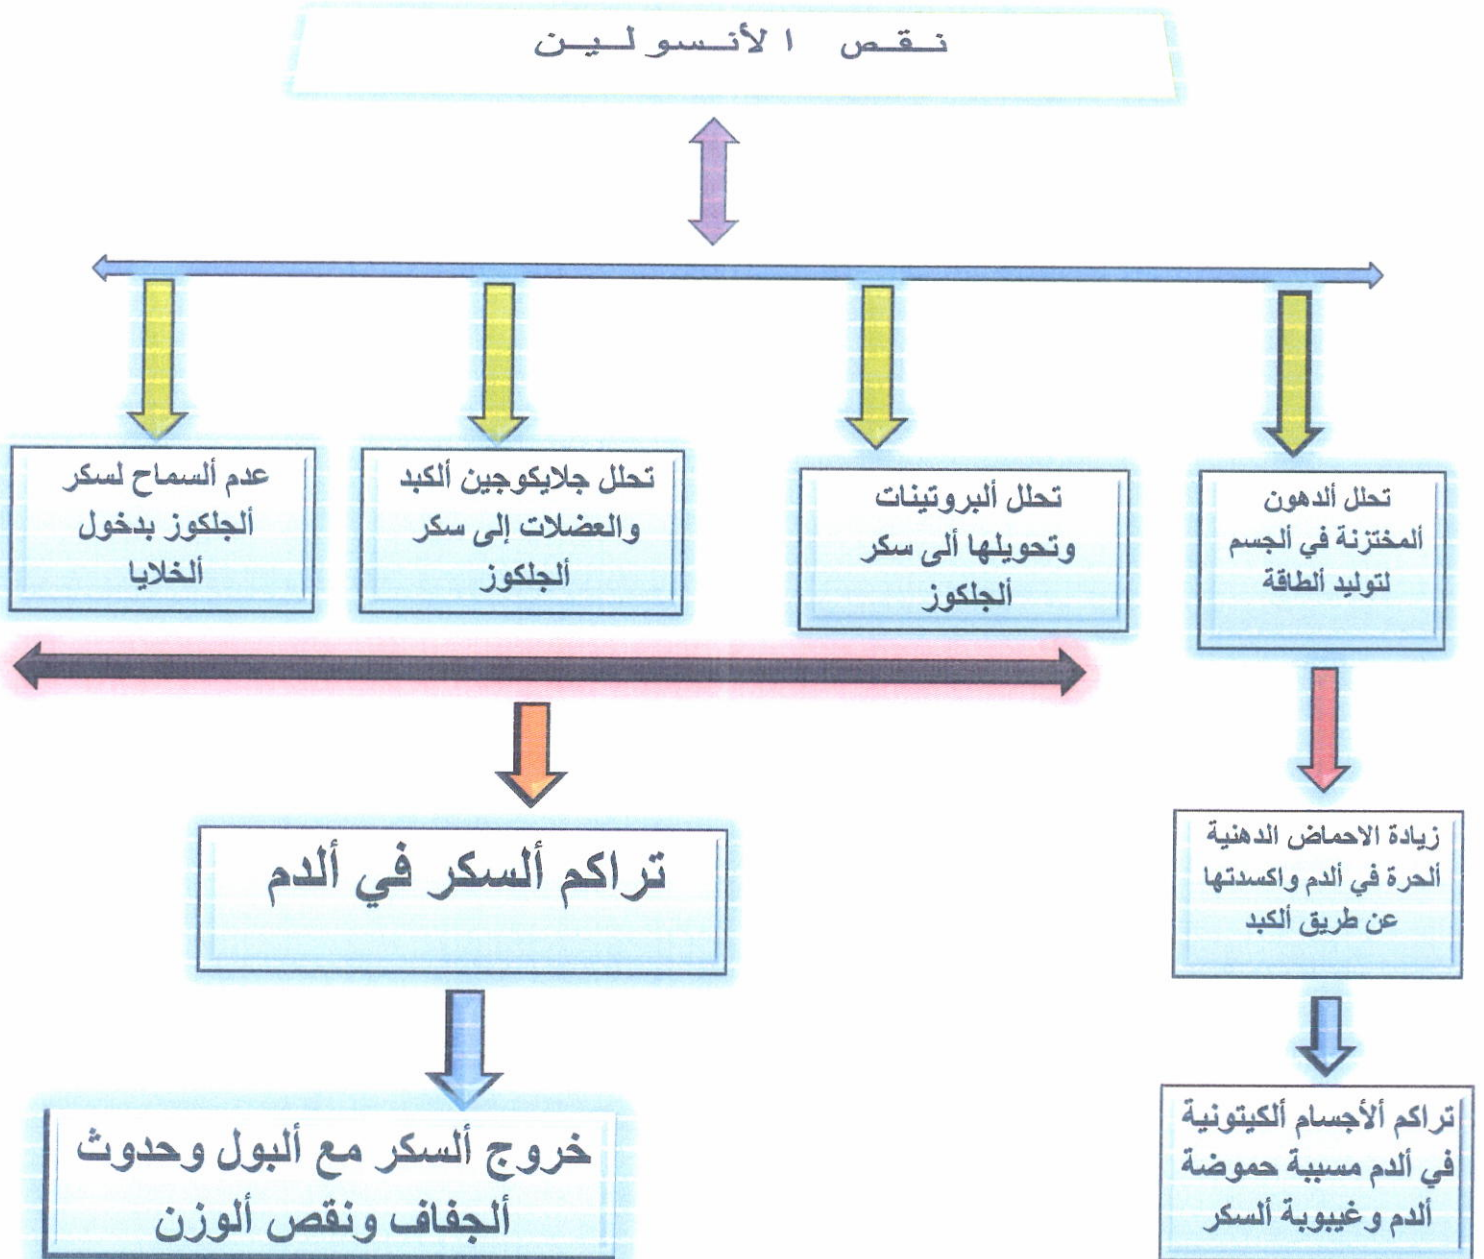 نقص الأنسولين
تحلل ألدهون
ألمختزنة في ألجسم
لتوليد ألطاقة
تحلل ألبروتينات
وتحويلها ألى سكر
ألجلكوز
تحلل جلايكوجين ألكبد
والعضلات إلى سكر
ألجلكوز
عدم ألسماح لسكر
ألجلكوز بدخول
ألخلايا
زيادة الاحماض الدهنية
ألحرة في ألدم واكسدتها
عن طريق ألكبد
تراكم ألسكر في ألدم
تراكم ألأجسام ألكيتونية
في ألدم مسببة حموضة
ألدم وغيبوبة ألسكر
خروج ألسكر مع ألبول وحدوث
ألجفاف ونقص ألوزن